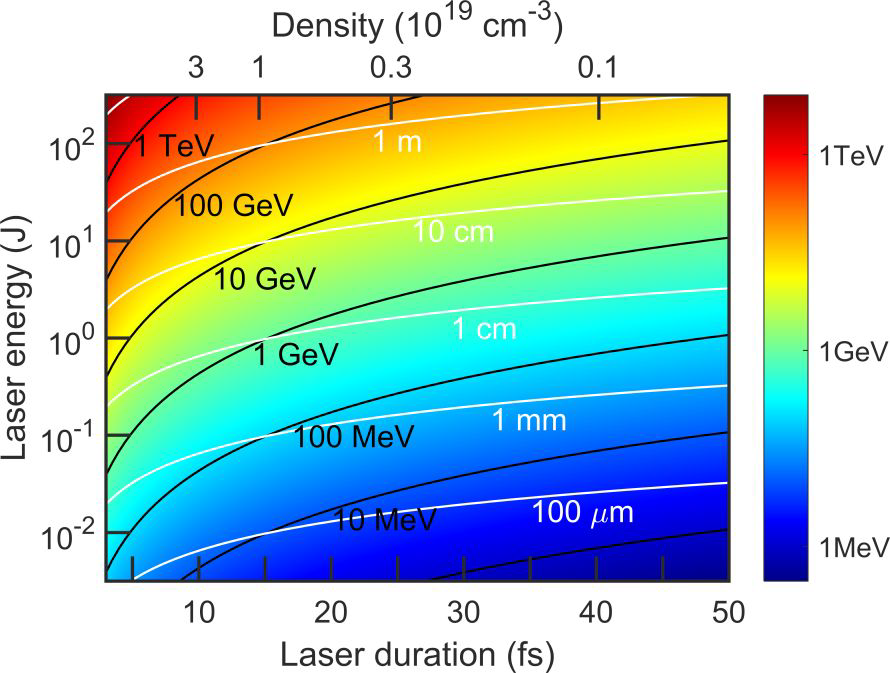 Density (10^19 cm^-3)
3 1 0.3 0.1
Laser energy (J)
10^2
10^1
10^0
10^-1
10^-2
1 TeV
1 m
100 GeV
10 cm
10 GeV
1 cm
1 GeV
1 mm
100 MeV
100 μm
10 MeV
1TeV
1GeV
1MeV
10 20 30 40 50
Laser duration (fs)